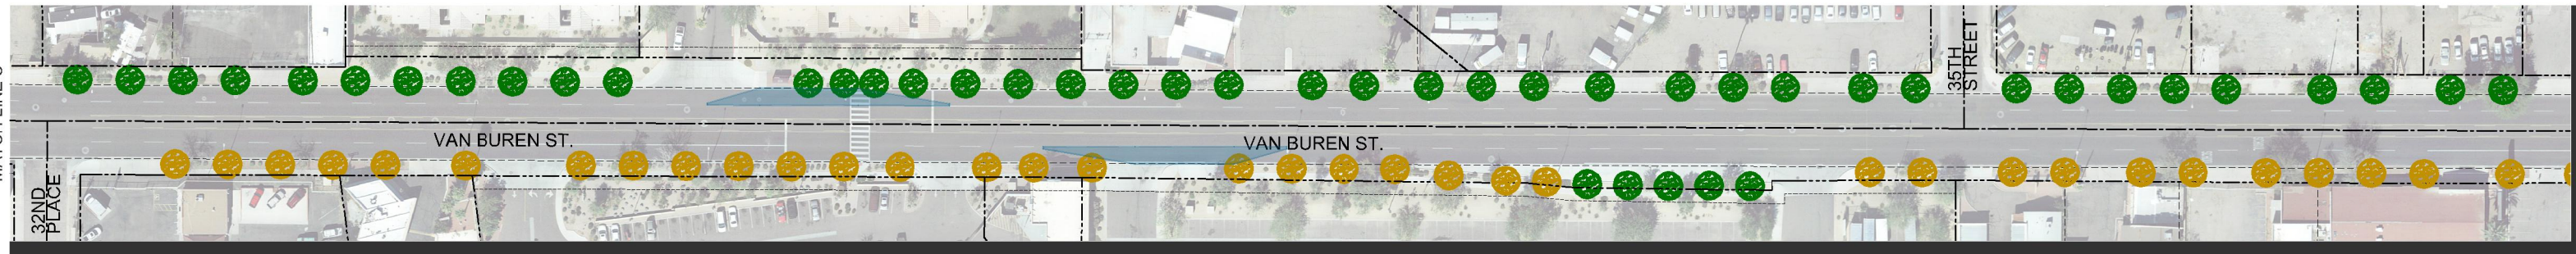 VAN BUREN ST.
VAN BUREN ST.
32ND
PLACE
35TH
STREET